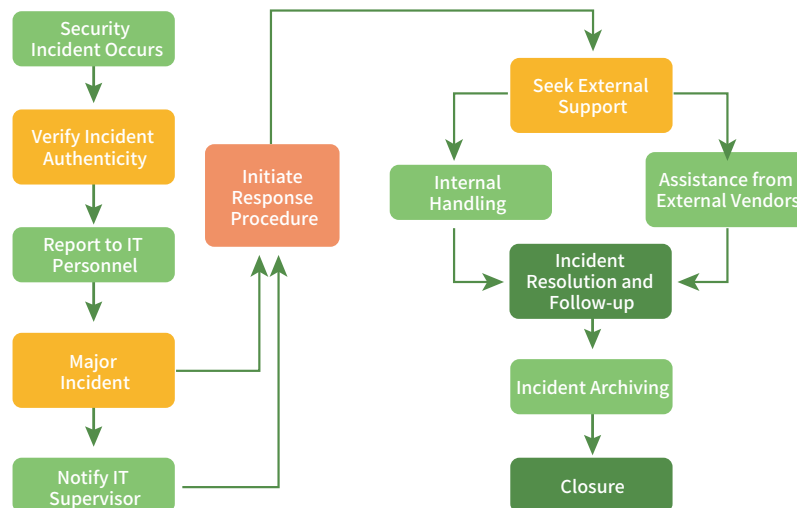 Security
Incident Occurs
Verify Incident
Authenticity
Report to IT
Personnel
Major
Incident
Notify IT
Supervisor
Initiate
Response
Procedure
Seek External
Support
Internal
Handling
Assistance from
External Vendors
Incident
Resolution and
Follow-up
Incident Archiving
Closure